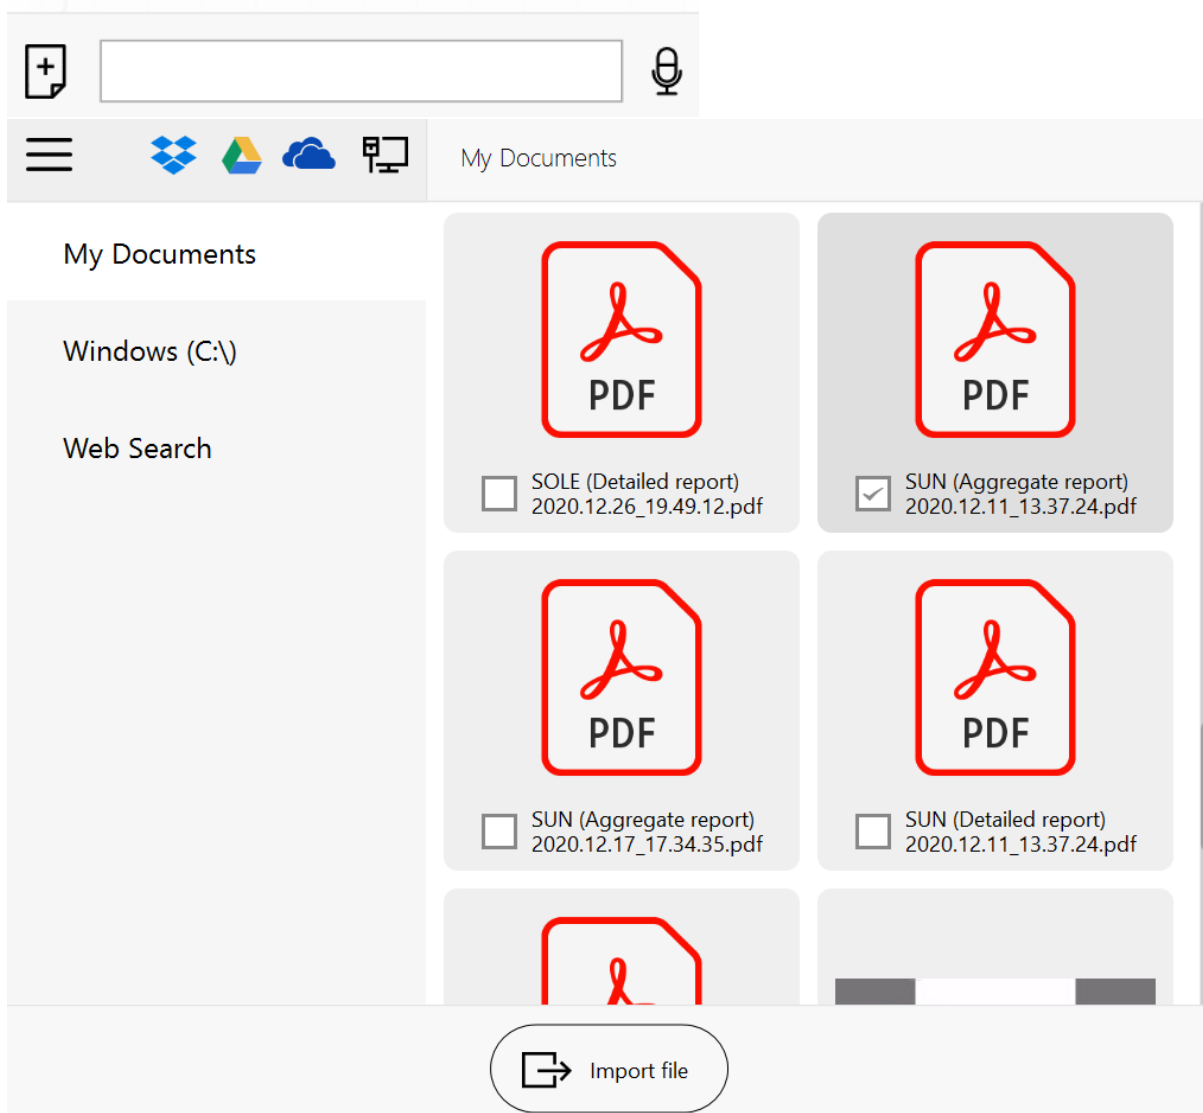 My Documents
My Documents
Windows (C:\)
Web Search
PDF
SOLE (Detailed report)
2020.12.26_19.49.12.pdf
PDF
SUN (Aggregate report)
2020.12.11_13.37.24.pdf
PDF
SUN (Aggregate report)
2020.12.17_17.34.35.pdf
PDF
SUN (Detailed report)
2020.12.11_13.37.24.pdf
Import file